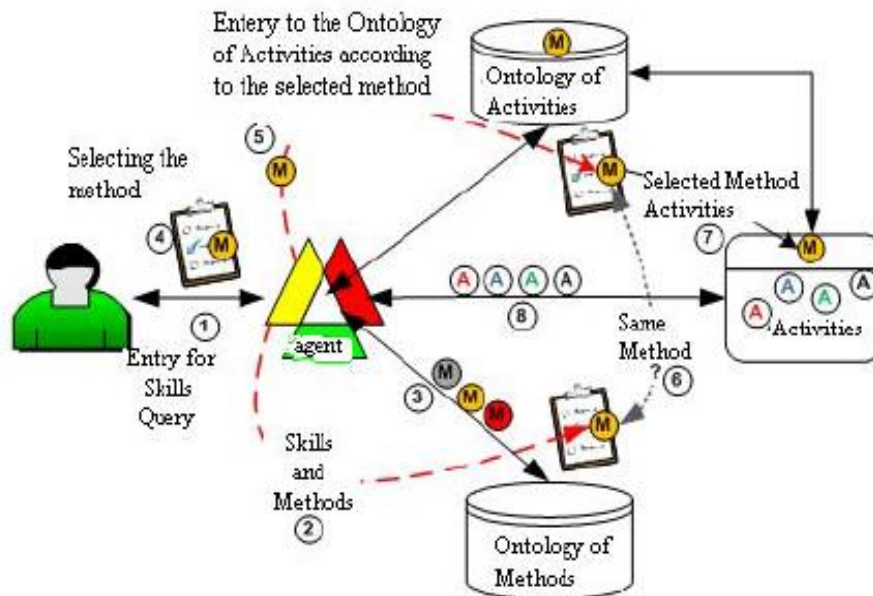 Entery to the Ontology
of Activities according
to the selected method
M
Ontology of
Activities
5
M
Selecting the
method
4
M
M
Selected Method
Activities
7
M
1
Entry for
Skills
Query
agent
A A A A
8
A A A A
Activities
Same
Method
?
6
3
M
M
M
M
Skills
and
Methods
2
Ontology of
Methods